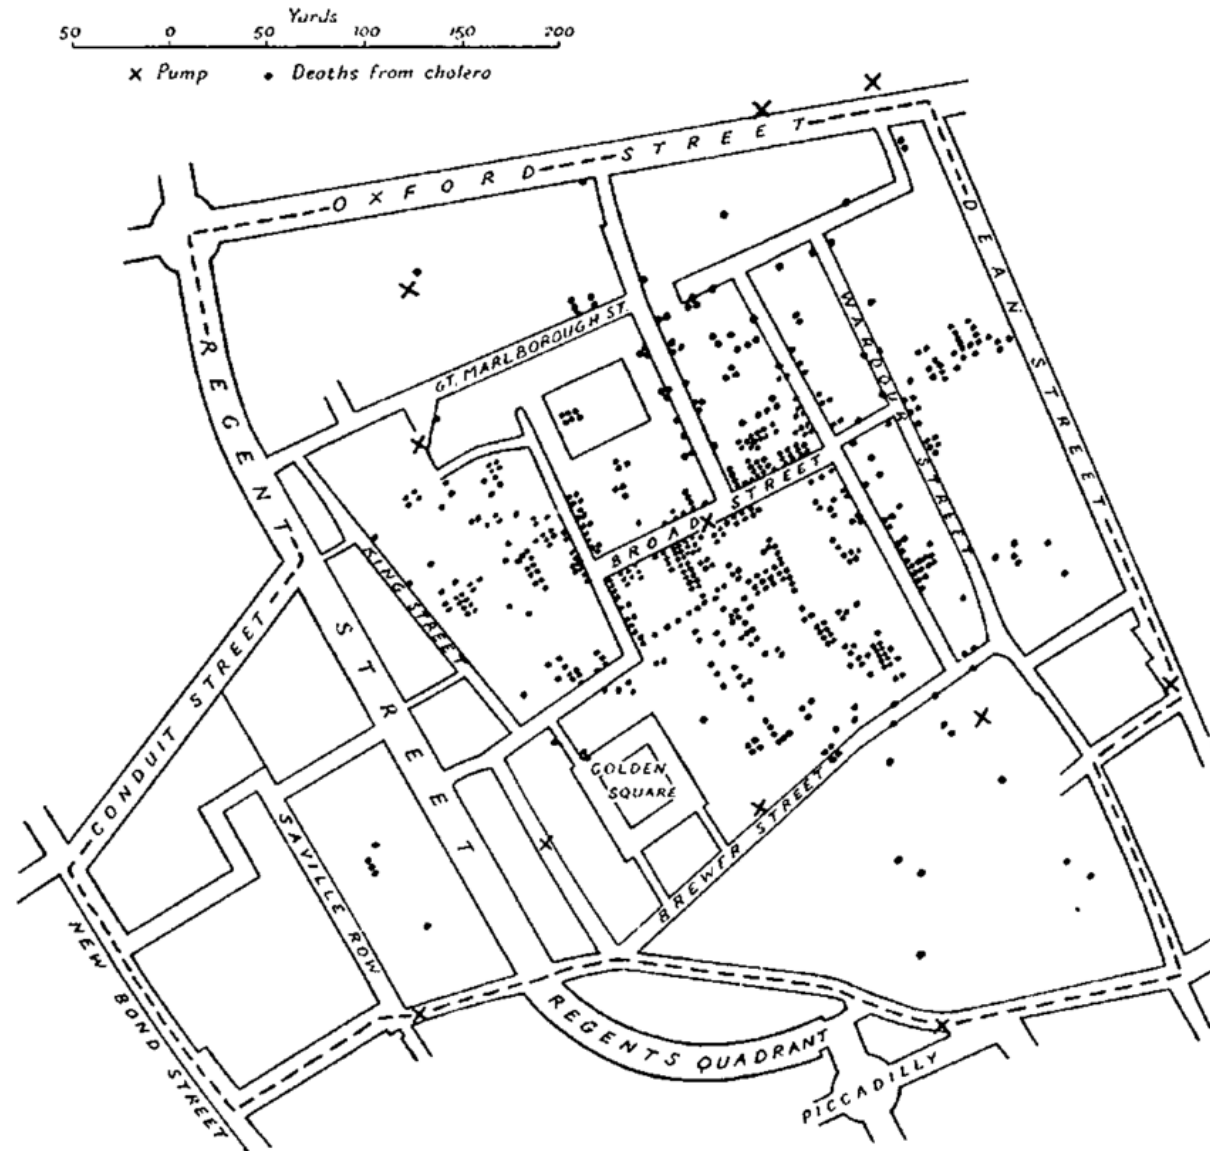 Yards
50 0 50 100 150 200
× Pump • Deaths from cholera
OXFORD STREET
DEAN STREET
REGENT STREET
GT. MARLBOROUGH ST.
WARDOUR STREET
BROAD STREET
KING STREET
CONDUIT STREET
GOLDEN
SQUARE
SAVILLE ROW
BREWER STREET
NEW BOND STREET
REGENTS QUADRANT
PICCADILLY